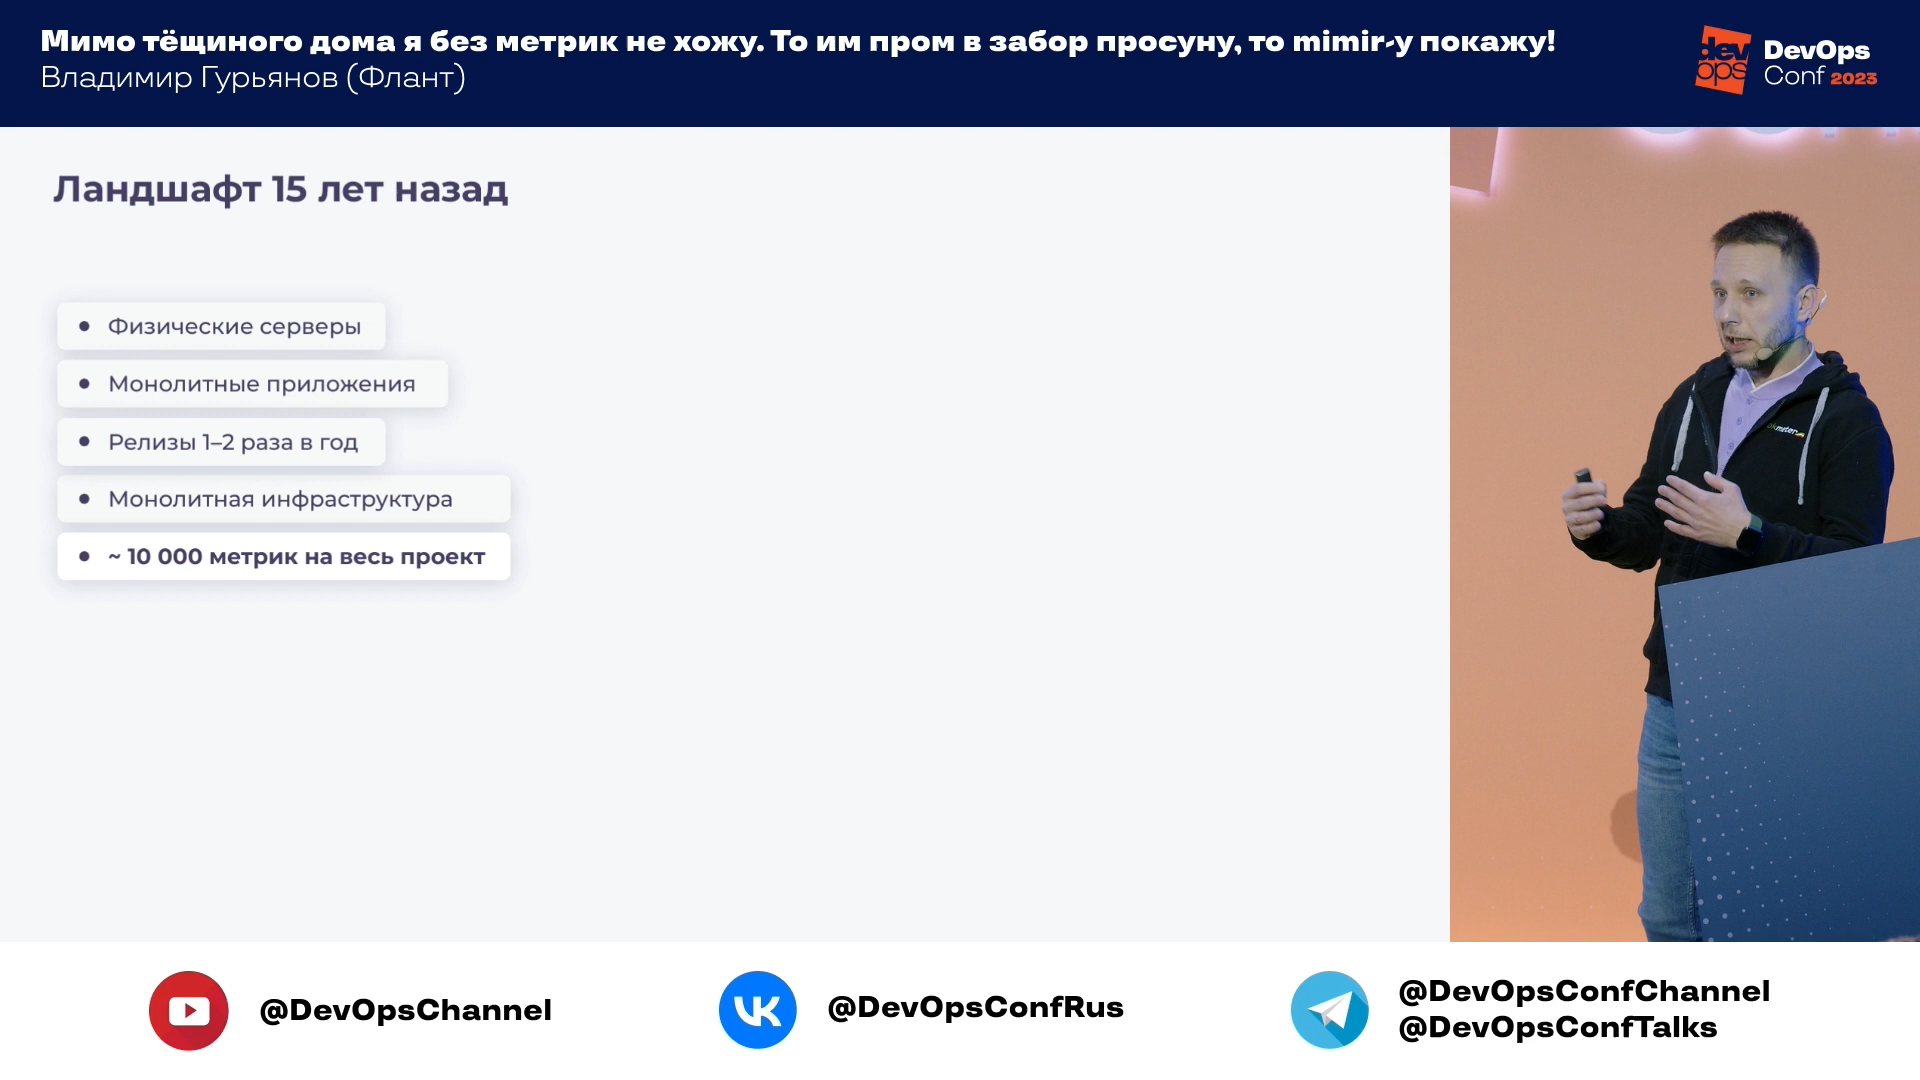 Мимо тёщиного дома я без метрик не хожу. То им пром в забор просуну, то mimir-у покажу!
Владимир Гурьянов (Флант)
dev
ops
DevOps
Conf 2023
Ландшафт 15 лет назад
• Физические серверы
• Монолитные приложения
• Релизы 1–2 раза в год
• Монолитная инфраструктура
• ~ 10 000 метрик на весь проект
okmeter
@DevOpsChannel
VK
@DevOpsConfRus
@DevOpsConfChannel
@DevOpsConfTalks